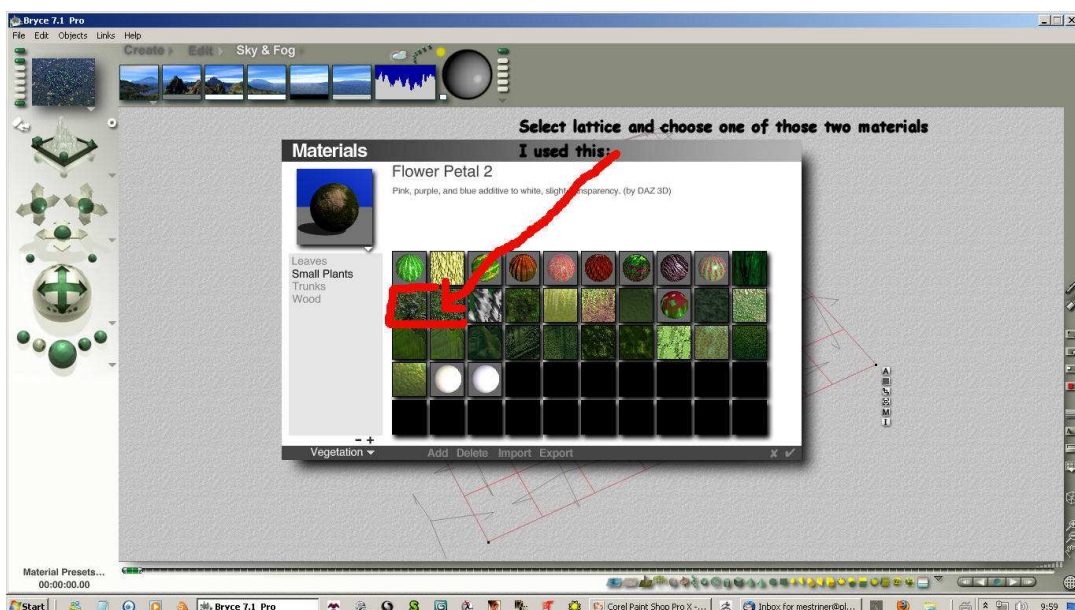 Bryce 7.1 Pro
File Edit Objects Links Help
Create Edit Sky & Fog
Select lattice and choose one of those two materials
I used this:
Materials
Flower Petal 2
Pink, purple, and blue additive to white, slight transparency. (by DAZ 3D)
Leaves
Small Plants
Trunks
Wood
A
M
I
- +
Vegetation
Add Delete Import Export
Material Presets...
00:00:00.00
Start
Bryce 7.1 Pro
Corel Paint Shop Pro X -...
Inbox for mestriner@pl...
9:59